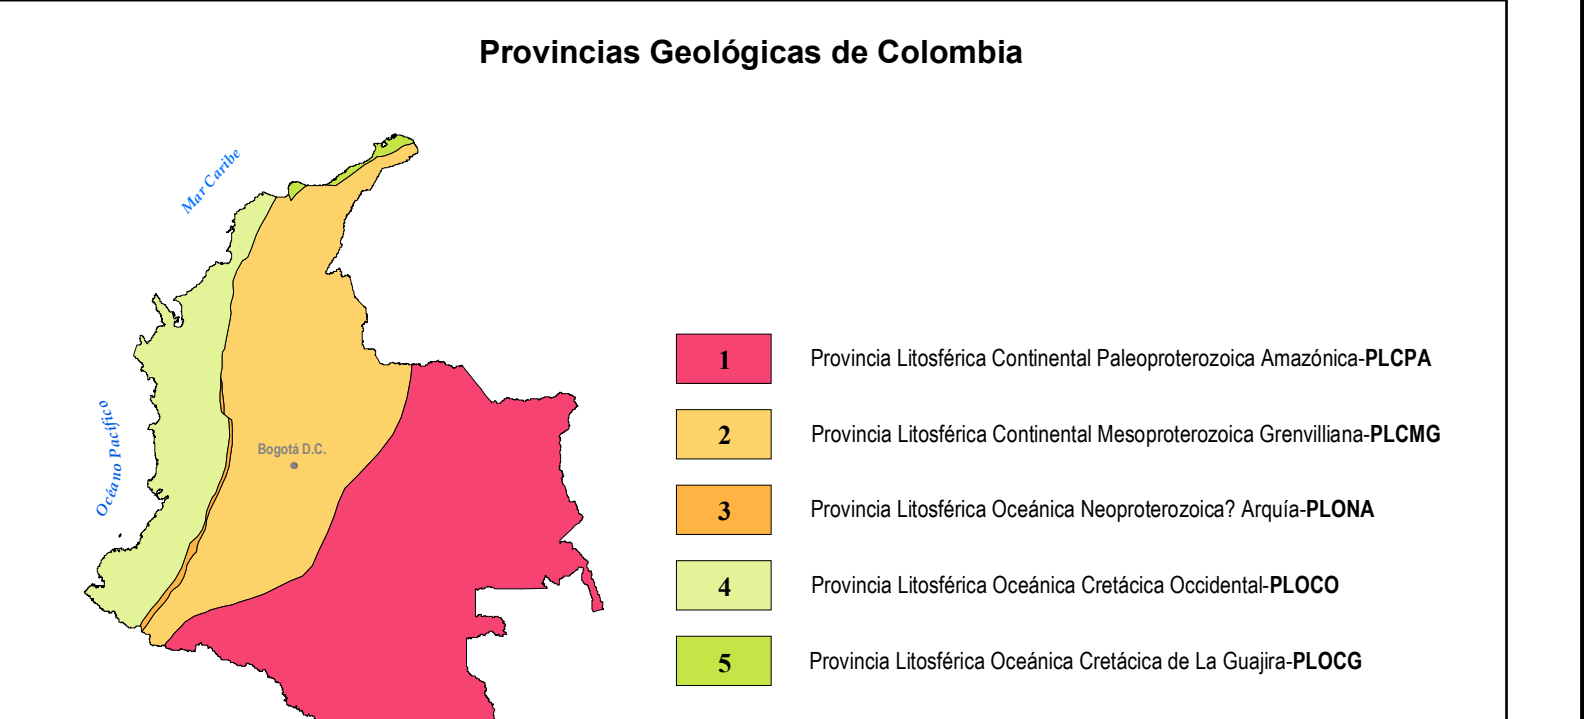 Provincias Geológicas de Colombia
Mar Caribe
Océano Pacífico
Bogotá D.C.
1 Provincia Litosférica Continental Paleoproterozoica Amazónica-PLCPA
2 Provincia Litosférica Continental Mesoproterozoica Grenvilliana-PLCMG
3 Provincia Litosférica Oceánica Neoproterozoica? Arquía-PLONA
4 Provincia Litosférica Oceánica Cretácica Occidental-PLOCO
5 Provincia Litosférica Oceánica Cretácica de La Guajira-PLOCG